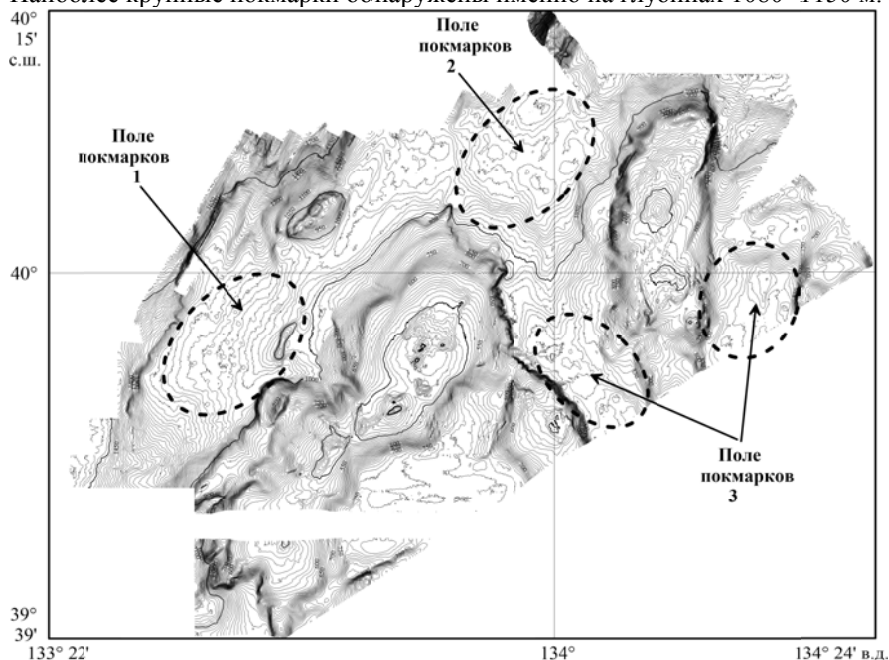 Наиболее крупные покмарки обнаружены именно на глубинах 1080–1150 м.
40°
15'
с.ш.
Поле
покмарков
2
Поле
покмарков
1
40°
Поле
покмарков
3
39°
39'
133° 22'
134°
134° 24' в.д.